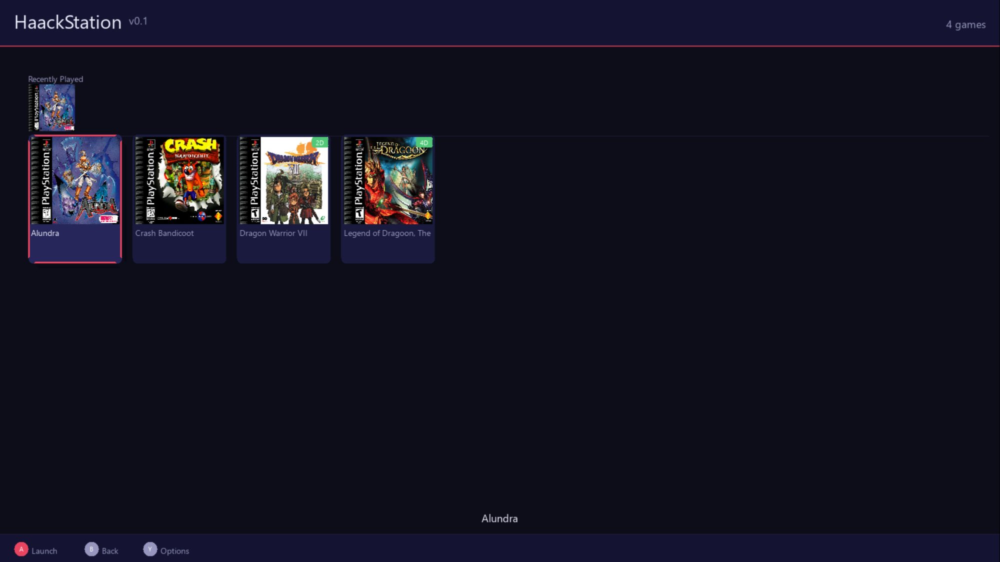 HaackStation v0.1
4 games
Recently Played
PlayStation
PlayStation
ALUNDRA
PlayStation
CRASH
BANDICOOT
PlayStation
2D
DRAGON WARRIOR
VII
PlayStation
4D
LEGEND OF
DRAGOON
Alundra
Crash Bandicoot
Dragon Warrior VII
Legend of Dragoon, The
Alundra
A Launch
B Back
Y Options